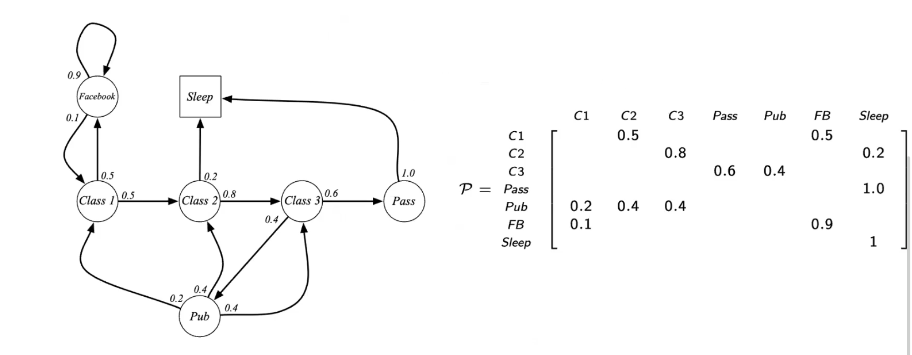 0.9
Facebook
0.1
Sleep
1.0
0.5
0.2
Class 1
0.5
Class 2
0.8
Class 3
0.6
Pass
0.4
0.4
0.2
0.4
Pub
C1 C2 C3 Pass Pub FB Sleep
C1 0.5 0.5
C2 0.8 0.2
C3 0.6 0.4
𝒫 = Pass 1.0
Pub 0.2 0.4 0.4
FB 0.1 0.9
Sleep 1